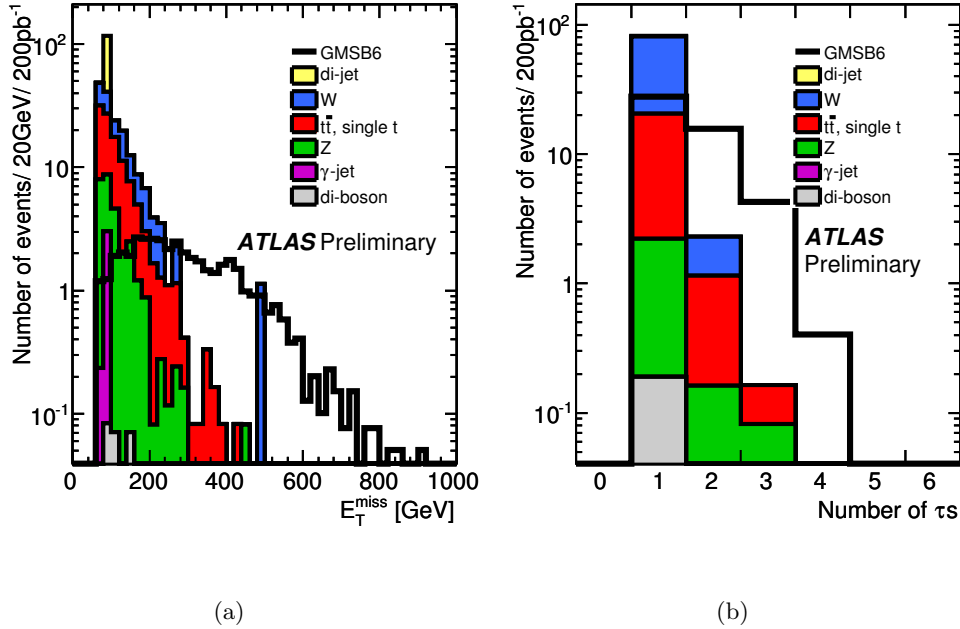 Number of events/ 20GeV/ 200pb⁻¹
10²
10
1
10⁻¹
GMSB6
di-jet
W
tt̄, single t
Z
γ-jet
di-boson
ATLAS Preliminary
0 200 400 600 800 1000
E_T^miss [GeV]
(a)
Number of events/ 200pb⁻¹
10²
10
1
10⁻¹
GMSB6
di-jet
W
tt̄, single t
Z
γ-jet
di-boson
ATLAS
Preliminary
0 1 2 3 4 5 6
Number of τs
(b)